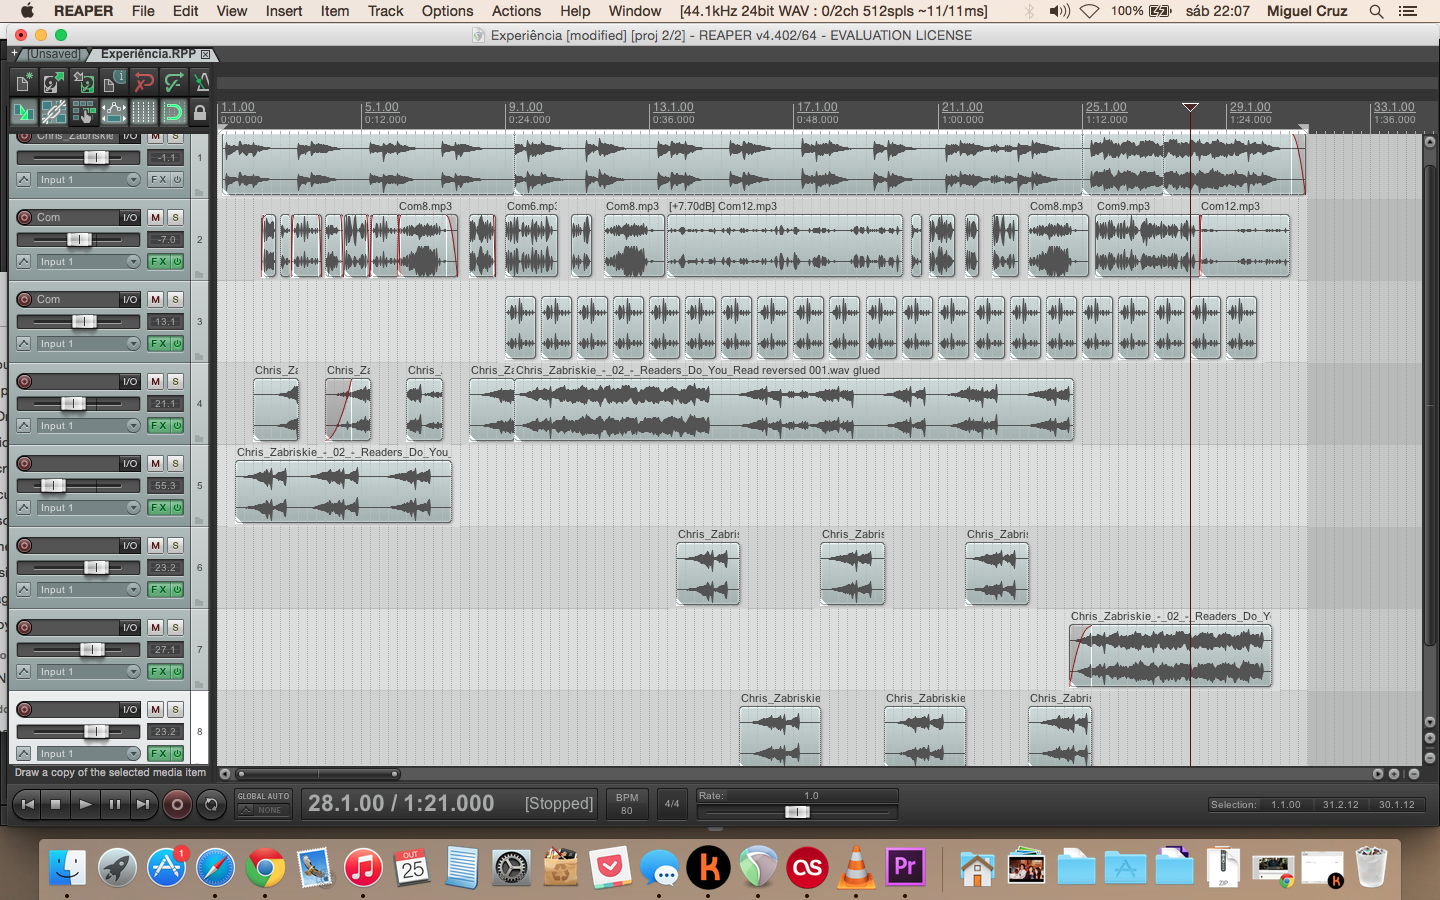 REAPER File Edit View Insert Item Track Options Actions Help Window [44.1kHz 24bit WAV : 0/2ch 512spls ~11/11ms] 100% sáb 22:07 Miguel Cruz
Experiência [modified] [proj 2/2] - REAPER v4.402/64 - EVALUATION LICENSE
+ [Unsaved] Experiência.RPP
1.1.00 5.1.00 9.1.00 13.1.00 17.1.00 21.1.00 25.1.00 29.1.00 33.1.00
0:00.000 0:12.000 0:24.000 0:36.000 0:48.000 1:00.000 1:12.000 1:24.000 1:36.000
Chris_Zabriskie I/O M S
-1.1 1
Input 1 FX
Com8.mp3 Com6.mp3 Com8.mp3 [+7.70dB] Com12.mp3 Com8.mp3 Com9.mp3 Com12.mp3
Com I/O M S
-7.0 2
Input 1 FX
Com I/O M S
13.1 3
Input 1 FX
Chris_Za Chris_Za Chris_ Chris_Za Chris_Zabriskie_-_02_-_Readers_Do_You_Read reversed 001.wav glued
I/O M S
21.1 4
Input 1 FX
Chris_Zabriskie_-_02_-_Readers_Do_You_
I/O M S
55.3 5
Input 1 FX
Chris_Zabris Chris_Zabris Chris_Zabris
I/O M S
23.2 6
Input 1 FX
Chris_Zabriskie_-_02_-_Readers_Do_Y
I/O M S
27.1 7
Input 1 FX
Chris_Zabriskie Chris_Zabriskie Chris_Zabris
I/O M S
23.2 8
Input 1 FX
Draw a copy of the selected media item
GLOBAL AUTO
NONE
28.1.00 / 1:21.000 [Stopped]
BPM
80
4/4
Rate: 1.0
Selection: 1.1.00 31.2.12 30.1.12
1
OUT
25
Pr
ZIP